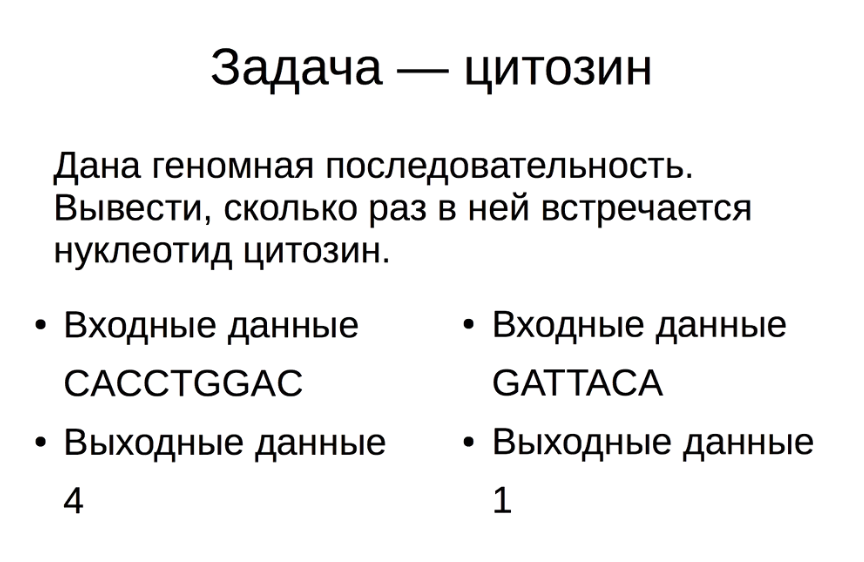 Задача — цитозин
Дана геномная последовательность.
Вывести, сколько раз в ней встречается
нуклеотид цитозин.
• Входные данные
CACCTGGAC
• Выходные данные
4
• Входные данные
GATTACA
• Выходные данные
1